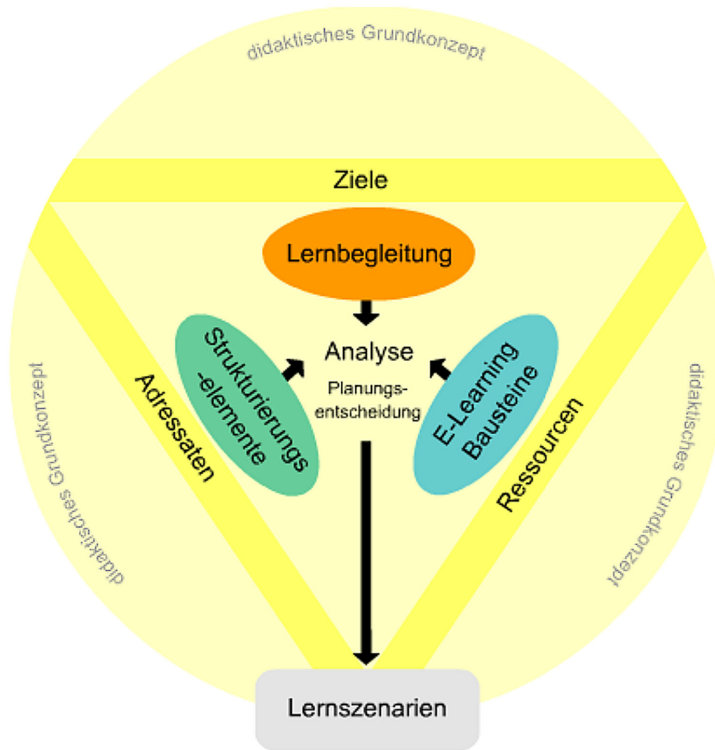 didaktisches Grundkonzept
Ziele
Lernbegleitung
Strukturierungs
-elemente
Analyse
Planungs-
entscheidung
E-Learning
Bausteine
Adressaten
Ressourcen
didaktisches Grundkonzept
didaktisches Grundkonzept
Lernszenarien